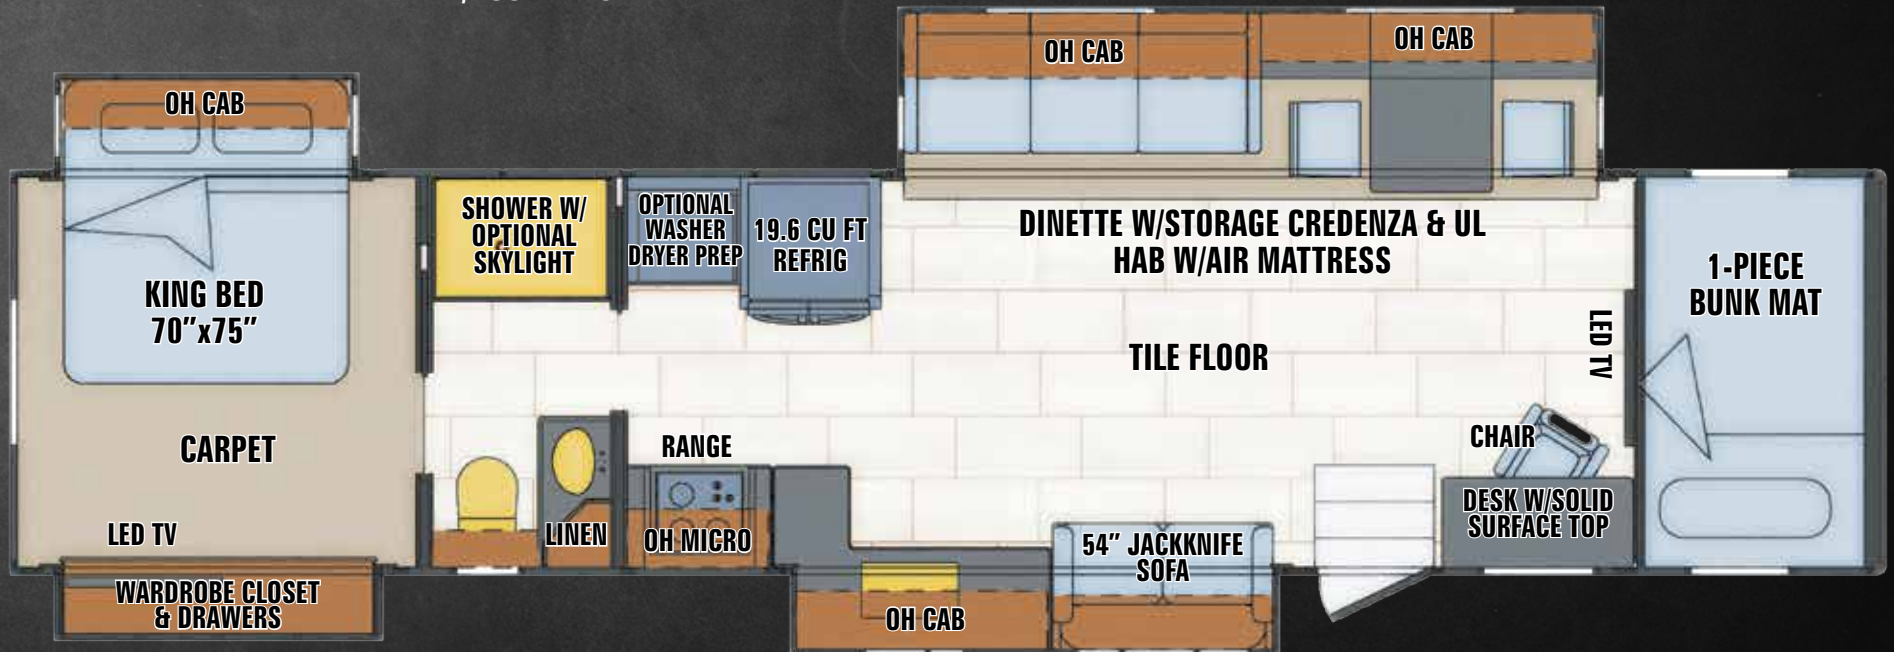 OH CAB
OH CAB
OH CAB
SHOWER W/
OPTIONAL
SKYLIGHT
OPTIONAL
WASHER
DRYER PREP
19.6 CU FT
REFRIG
DINETTE W/STORAGE CREDENZA & UL
HAB W/AIR MATTRESS
KING BED
70”x75”
1-PIECE
BUNK MAT
LED TV
TILE FLOOR
CARPET
RANGE
CHAIR
LED TV
LINEN
OH MICRO
54” JACKKNIFE
SOFA
DESK W/SOLID
SURFACE TOP
WARDROBE CLOSET
& DRAWERS
OH CAB